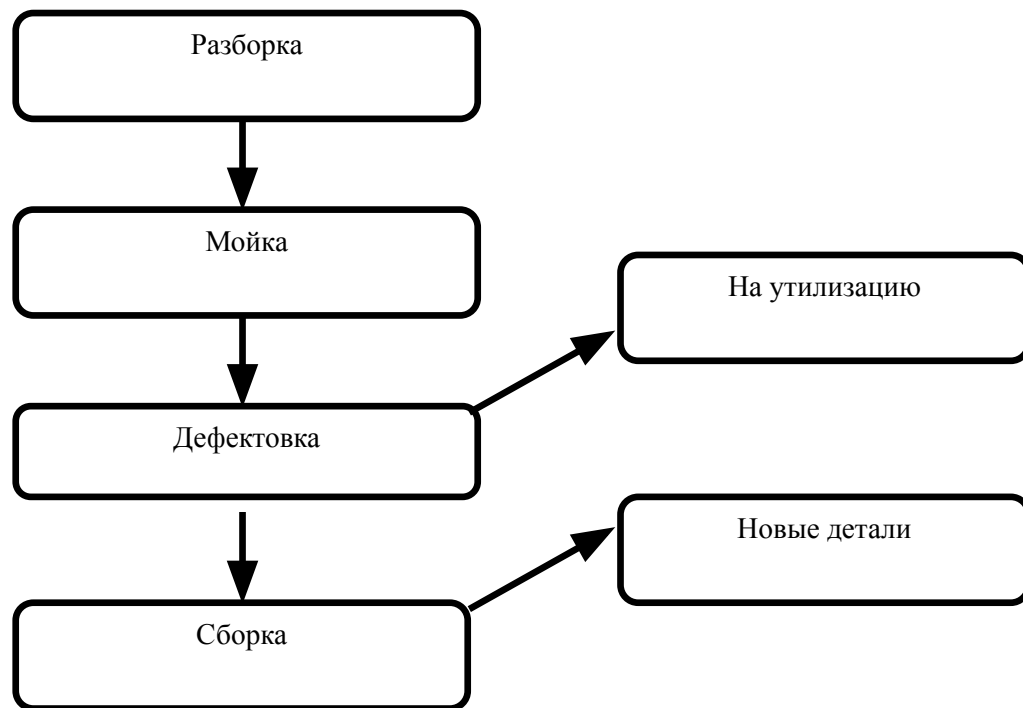 Разборка
Мойка
На утилизацию
Дефектовка
Новые детали
Сборка